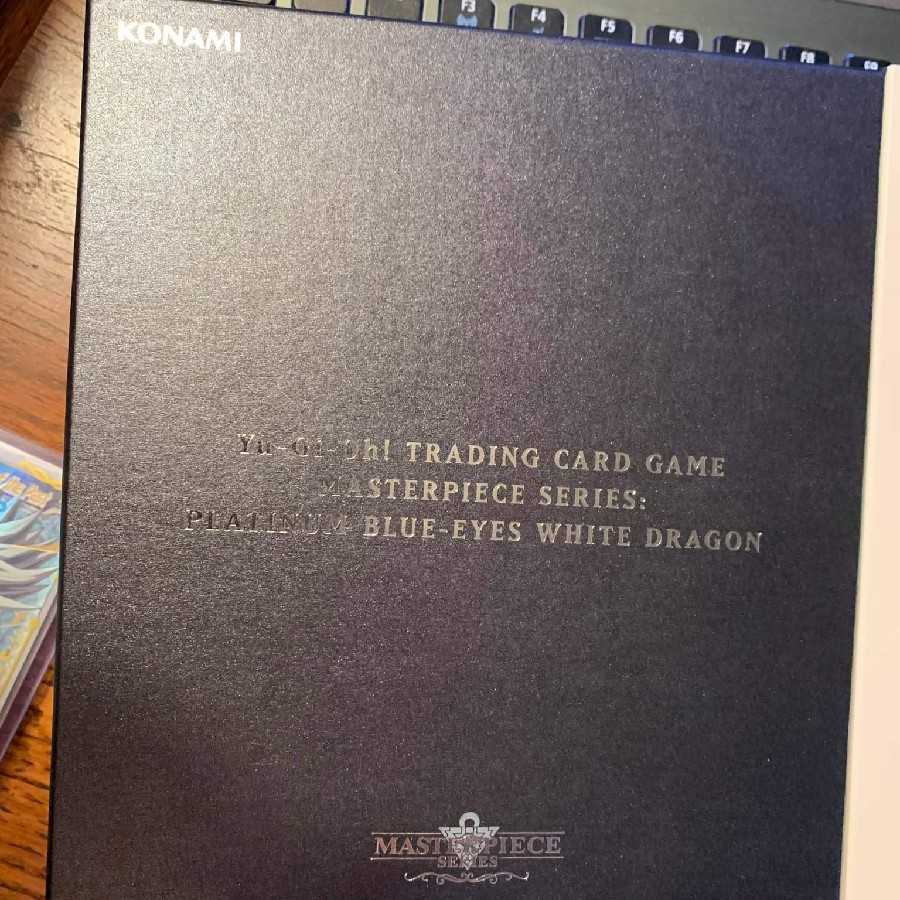 F3 F4 F5 F6 F7 F8 F9
KONAMI
Yu-Gi-Oh! TRADING CARD GAME
MASTERPIECE SERIES:
PLATINUM BLUE-EYES WHITE DRAGON
MASTERPIECE
SERIES